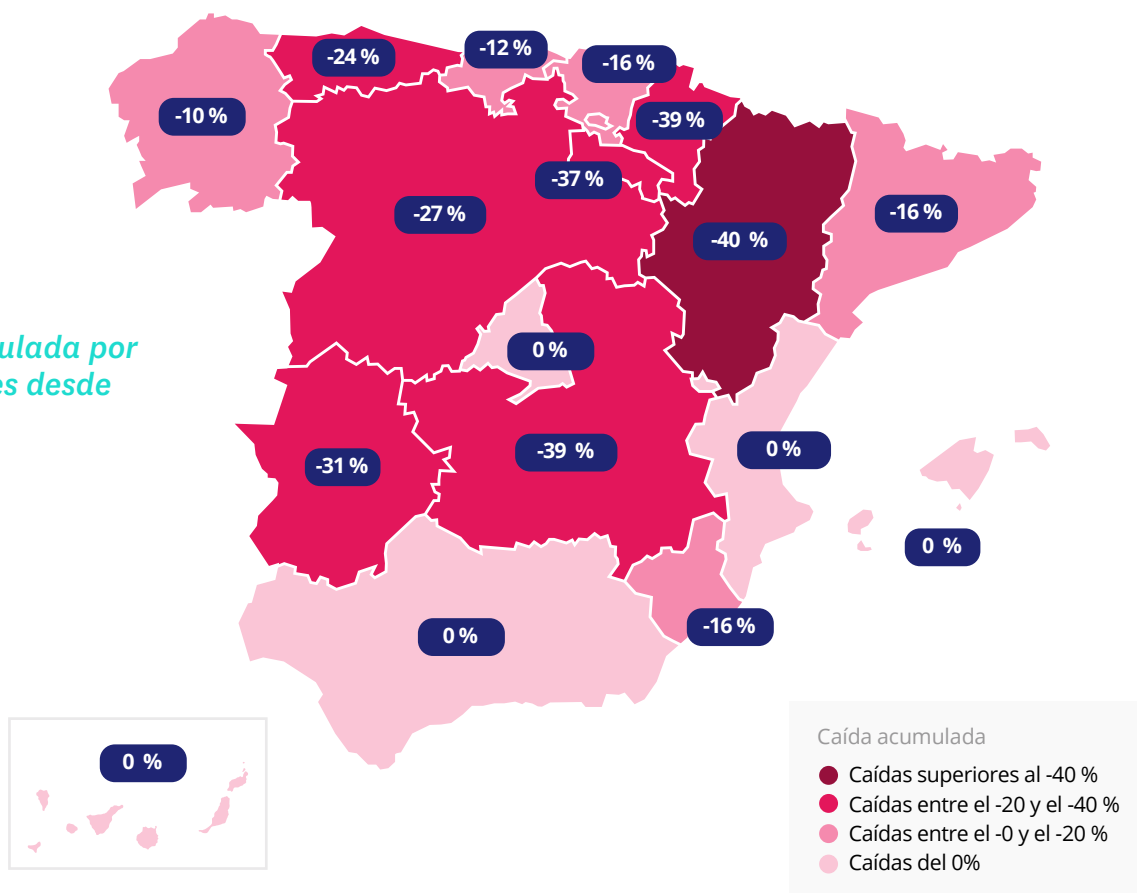 -24 %
-12 %
-16 %
-10 %
-39 %
-37 %
-27 %
-16 %
-40 %
ulada por
es desde
0 %
-39 %
0 %
-31 %
0 %
-16 %
0 %
0 %
Caída acumulada
Caídas superiores al -40 %
Caídas entre el -20 y el -40 %
Caídas entre el -0 y el -20 %
Caídas del 0%